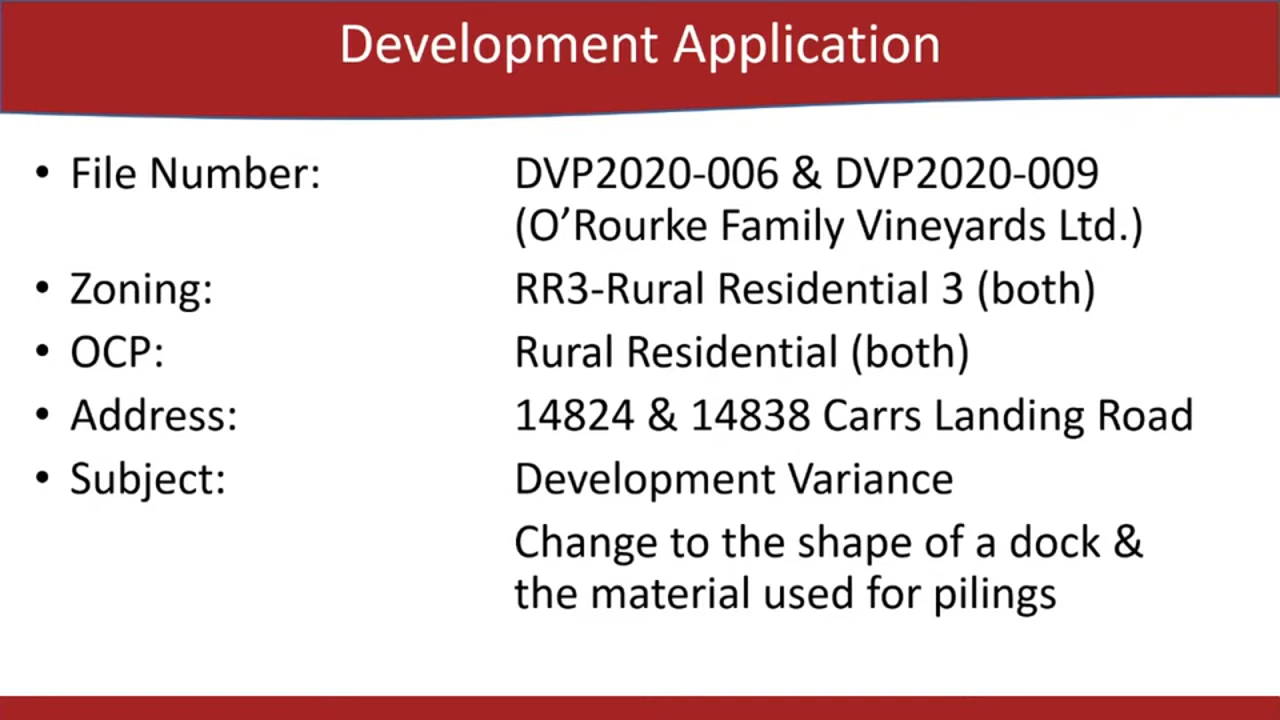 Development Application
• File Number: DVP2020-006 & DVP2020-009
(O’Rourke Family Vineyards Ltd.)
• Zoning: RR3-Rural Residential 3 (both)
• OCP: Rural Residential (both)
• Address: 14824 & 14838 Carrs Landing Road
• Subject: Development Variance
Change to the shape of a dock &
the material used for pilings